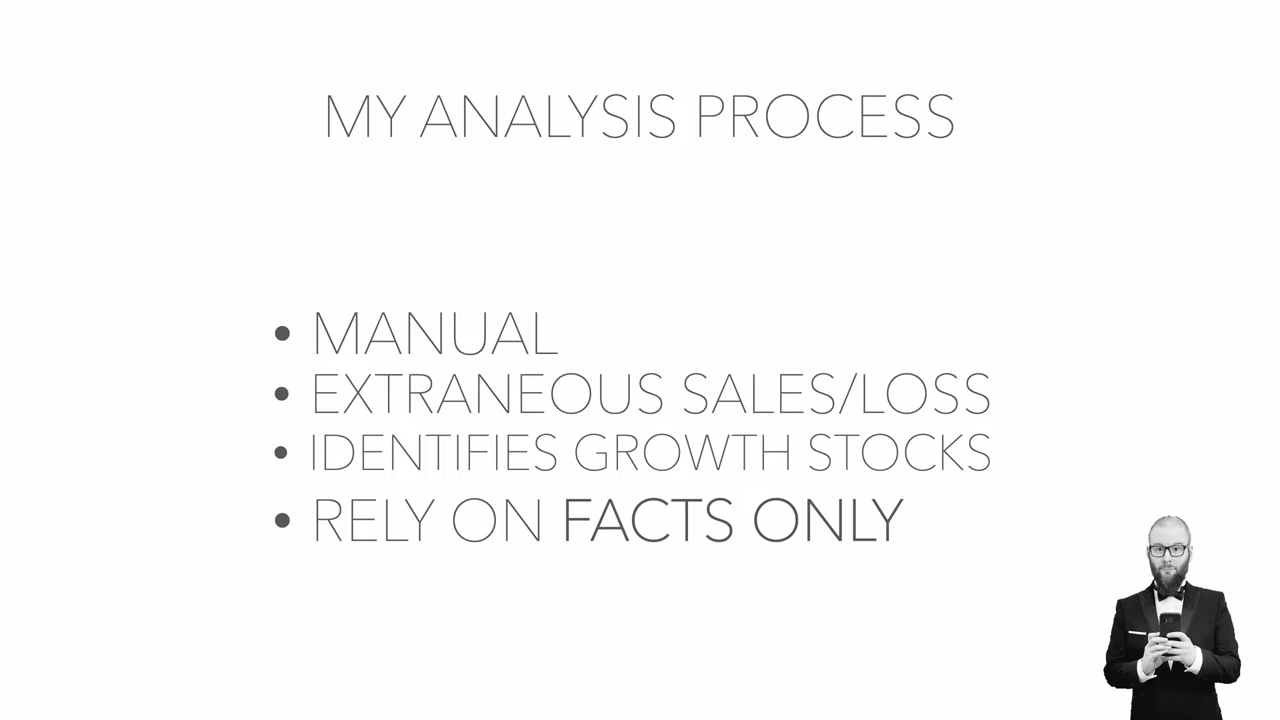 MY ANALYSIS PROCESS
• MANUAL
• EXTRANEOUS SALES/LOSS
• IDENTIFIES GROWTH STOCKS
• RELY ON FACTS ONLY